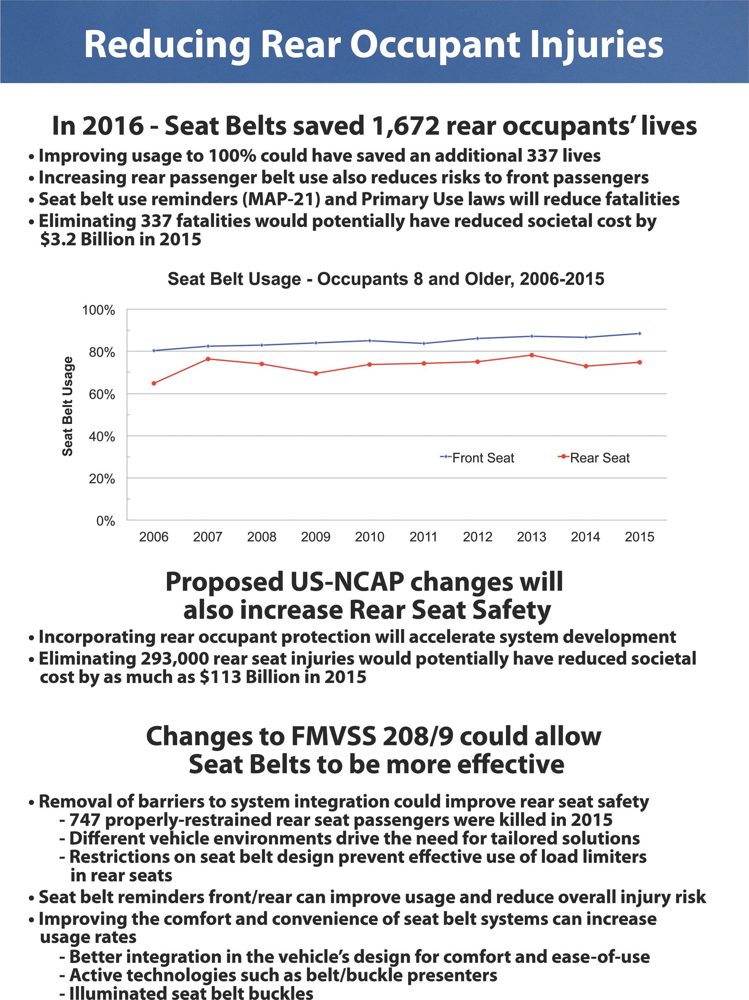 Reducing Rear Occupant Injuries
In 2016 - Seat Belts saved 1,672 rear occupants’ lives
• Improving usage to 100% could have saved an additional 337 lives
• Increasing rear passenger belt use also reduces risks to front passengers
• Seat belt use reminders (MAP-21) and Primary Use laws will reduce fatalities
• Eliminating 337 fatalities would potentially have reduced societal cost by
$3.2 Billion in 2015
Seat Belt Usage - Occupants 8 and Older, 2006-2015
Seat Belt Usage
100%
80%
60%
40%
20%
0%
Front Seat Rear Seat
2006 2007 2008 2009 2010 2011 2012 2013 2014 2015
Proposed US-NCAP changes will
also increase Rear Seat Safety
• Incorporating rear occupant protection will accelerate system development
• Eliminating 293,000 rear seat injuries would potentially have reduced societal
cost by as much as $113 Billion in 2015
Changes to FMVSS 208/9 could allow
Seat Belts to be more effective
• Removal of barriers to system integration could improve rear seat safety
- 747 properly-restrained rear seat passengers were killed in 2015
- Different vehicle environments drive the need for tailored solutions
- Restrictions on seat belt design prevent effective use of load limiters
in rear seats
• Seat belt reminders front/rear can improve usage and reduce overall injury risk
• Improving the comfort and convenience of seat belt systems can increase
usage rates
- Better integration in the vehicle’s design for comfort and ease-of-use
- Active technologies such as belt/buckle presenters
- Illuminated seat belt buckles